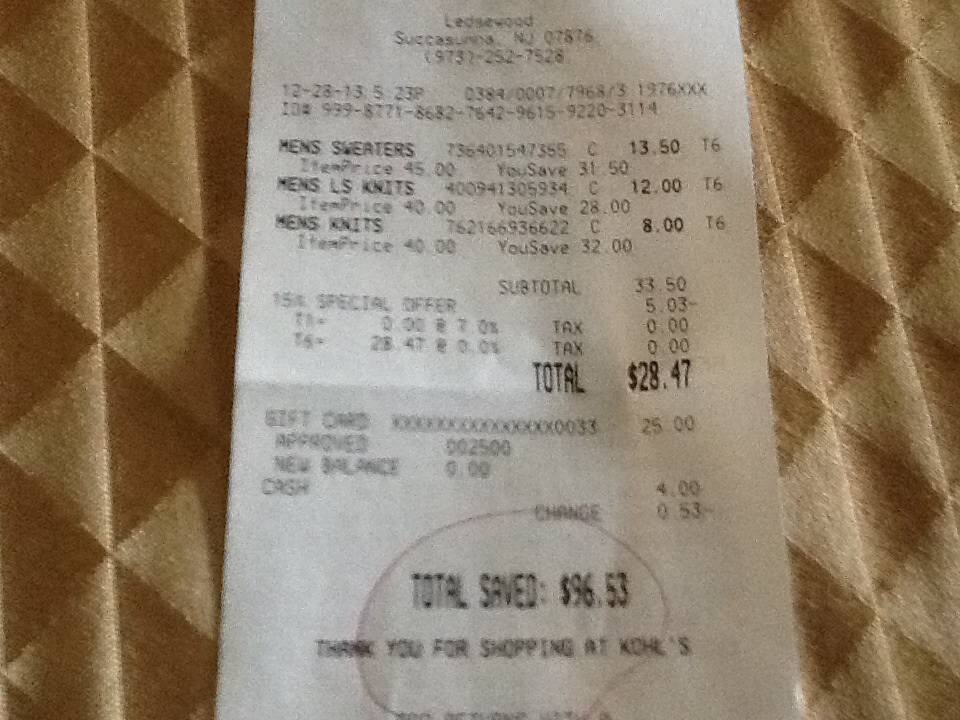 Ledgewood
Succasunna, NJ 07876
(973)-252-7528
12-28-13 5 23P 0384/0007/7968/3 1976XXX
ID# 999-8771-8682-7642-9615-9220-3114
MENS SWEATERS 736401547355 C 13.50 T6
ItemPrice 45.00 YouSave 31.50
MENS LS KNITS 400941305934 C 12.00 T6
ItemPrice 40.00 YouSave 28.00
MENS KNITS 762166936622 C 8.00 T6
ItemPrice 40.00 YouSave 32.00
SUBTOTAL 33.50
15% SPECIAL OFFER 5.03-
T1= 0.00 @ 7.0% TAX 0.00
T6= 28.47 @ 0.0% TAX 0.00
TOTAL $28.47
GIFT CARD XXXXXXXXXXXXXXX0033 25.00
APPROVED 002500
NEW BALANCE 0.00
CASH 4.00
CHANGE 0.53-
TOTAL SAVED: $96.53
THANK YOU FOR SHOPPING AT KOHL'S
RETURNS WITH A